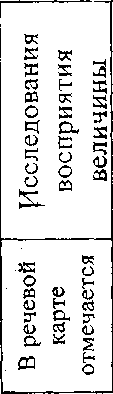 Исследования
восприятия
величины
В речевой
карте
отмечается